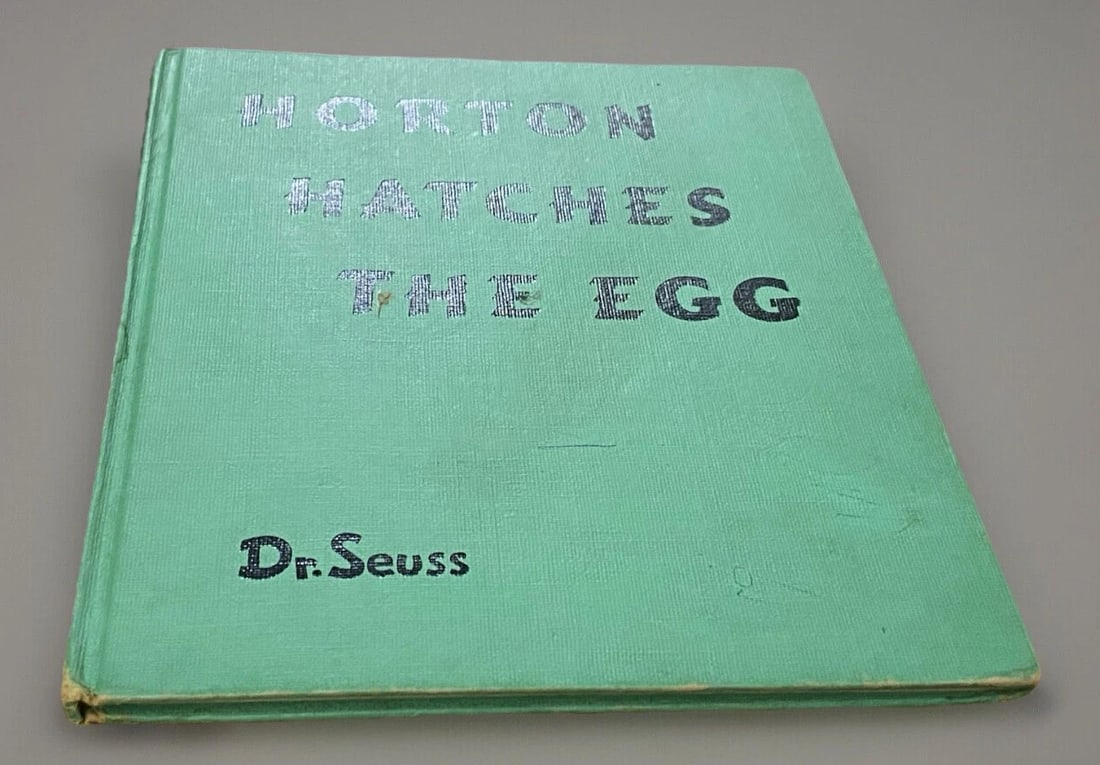 HORTON
HATCHES
THE EGG
Dr. Seuss